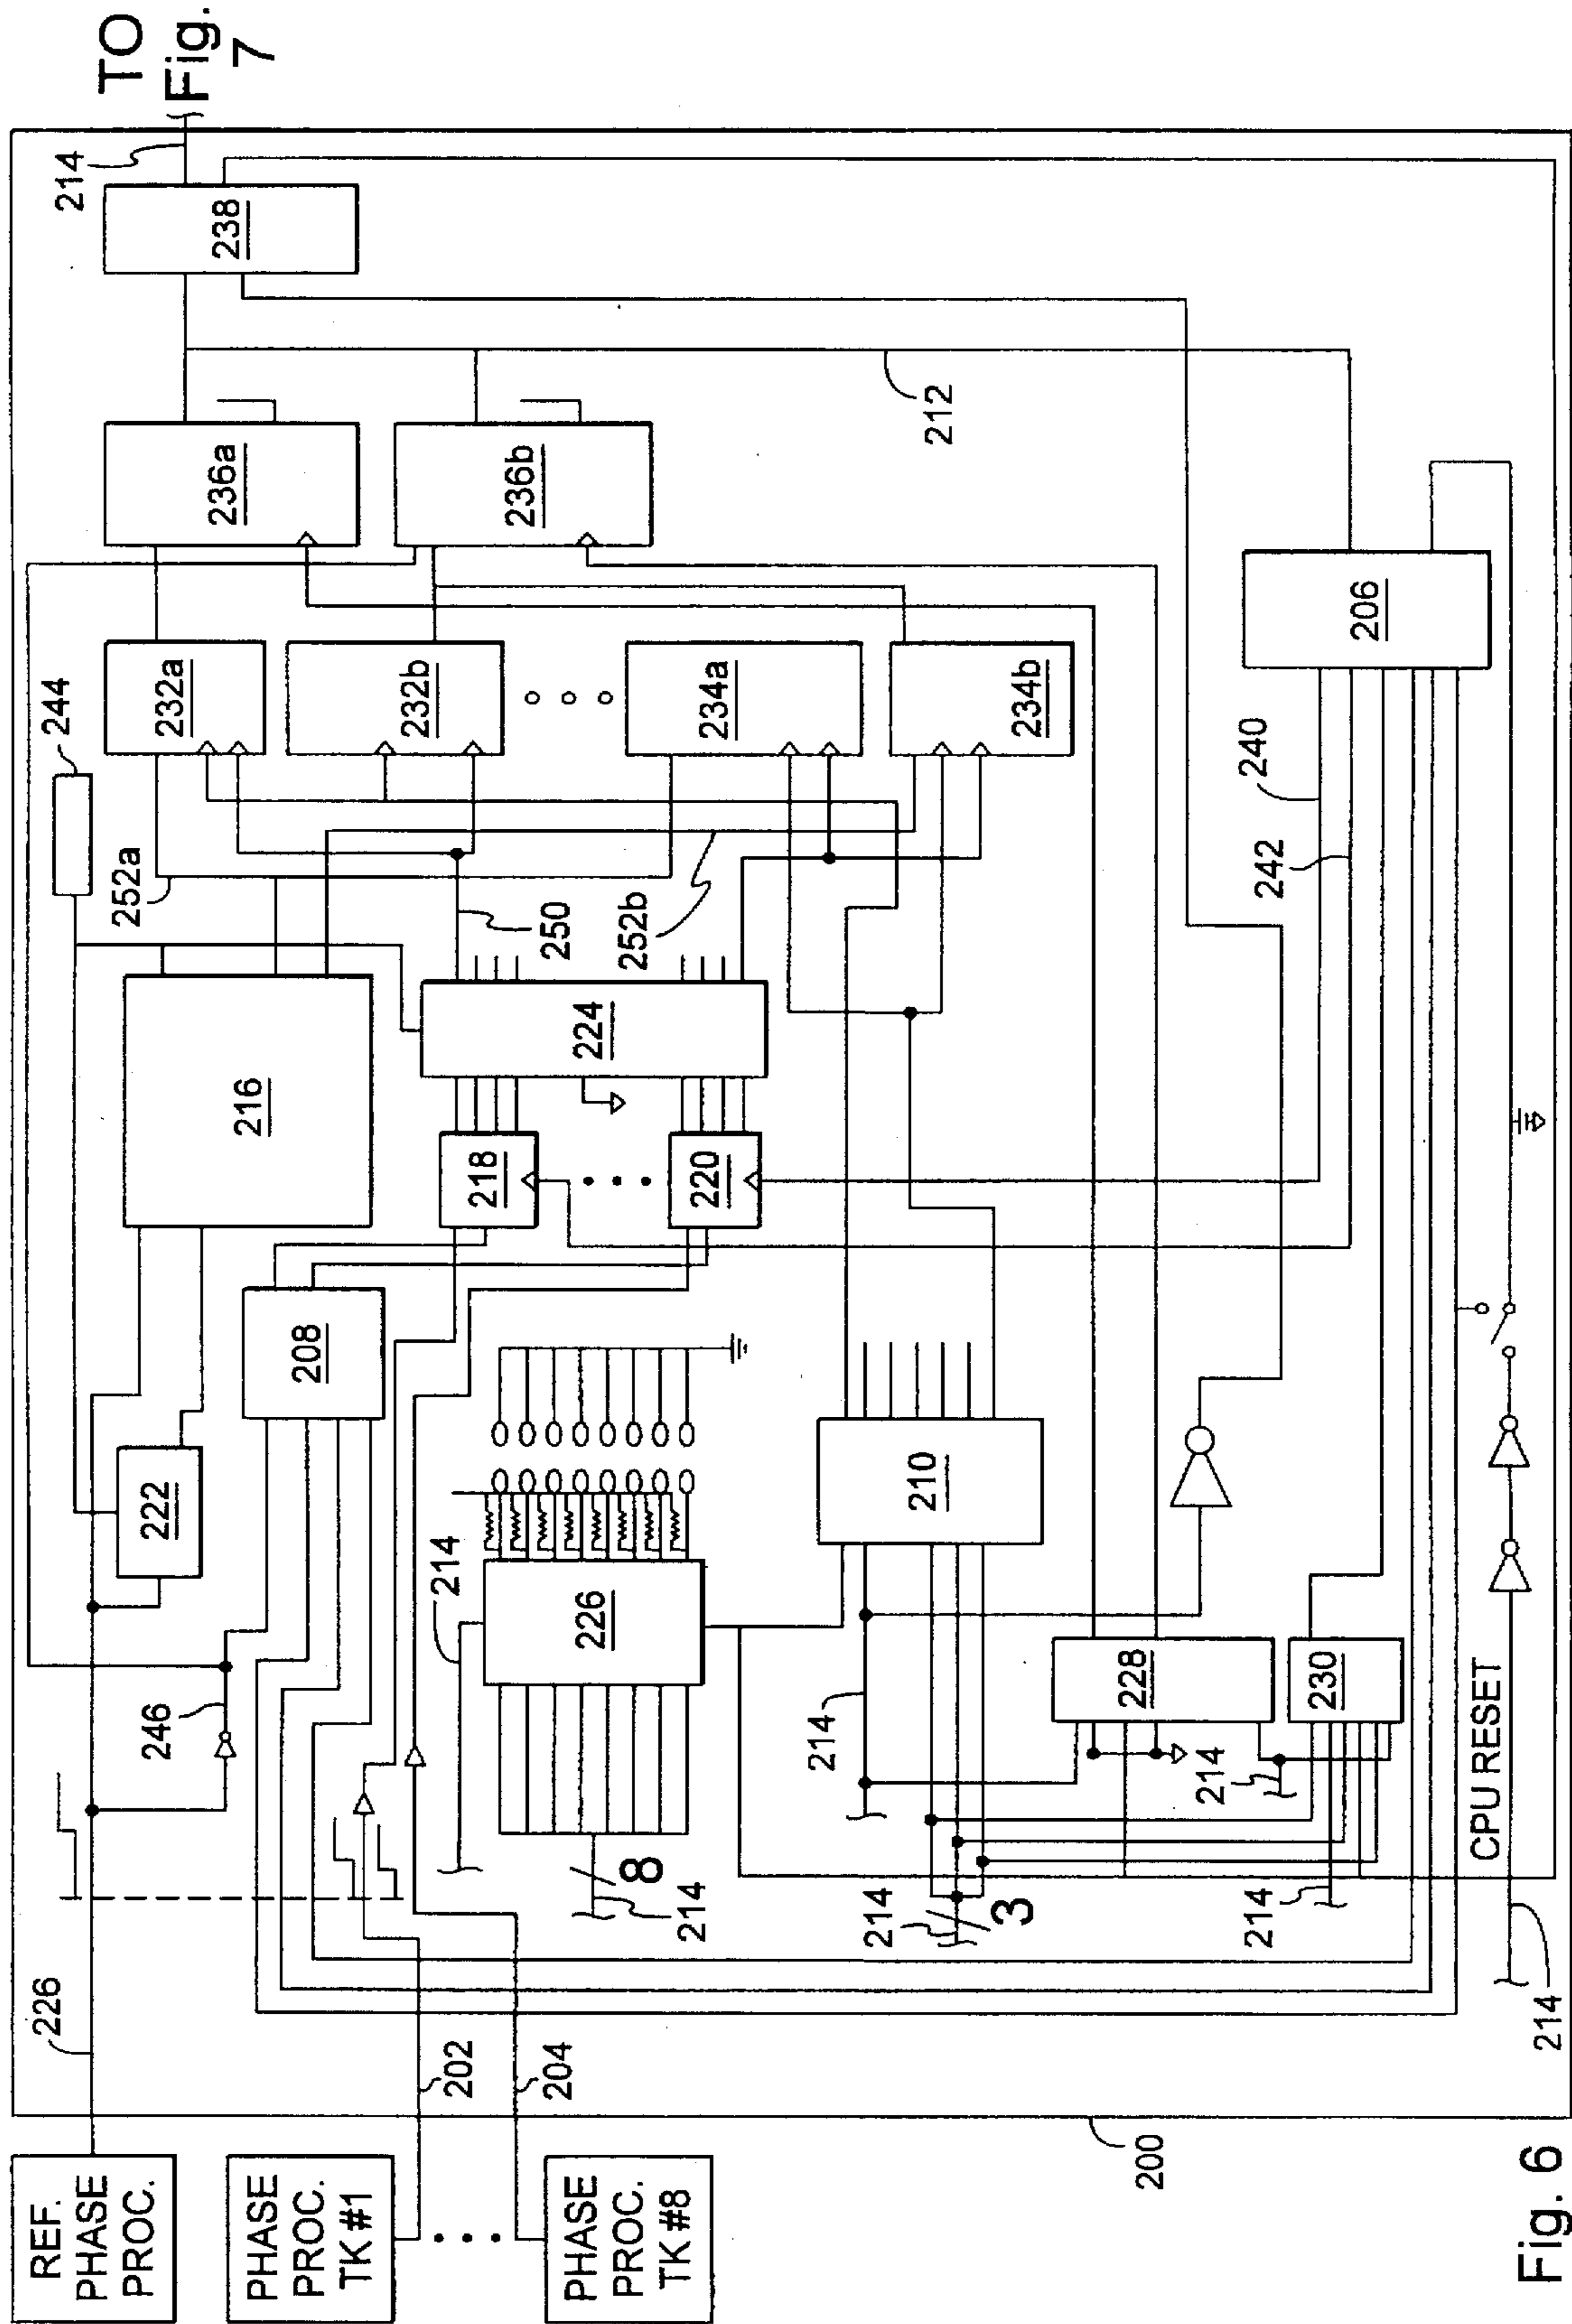 TO
Fig.
7
214
238
236a
236b
212
206
244
232a
232b
234a
234b
240
242
252a
250
252b
216
224
218
220
208
222
214
226
210
246
8
214
214
3
214
228
230
214
214
CPU RESET
214
226
202
204
200
REF.
PHASE
PROC.
PHASE
PROC.
TK #1
PHASE
PROC.
TK #8
Fig. 6